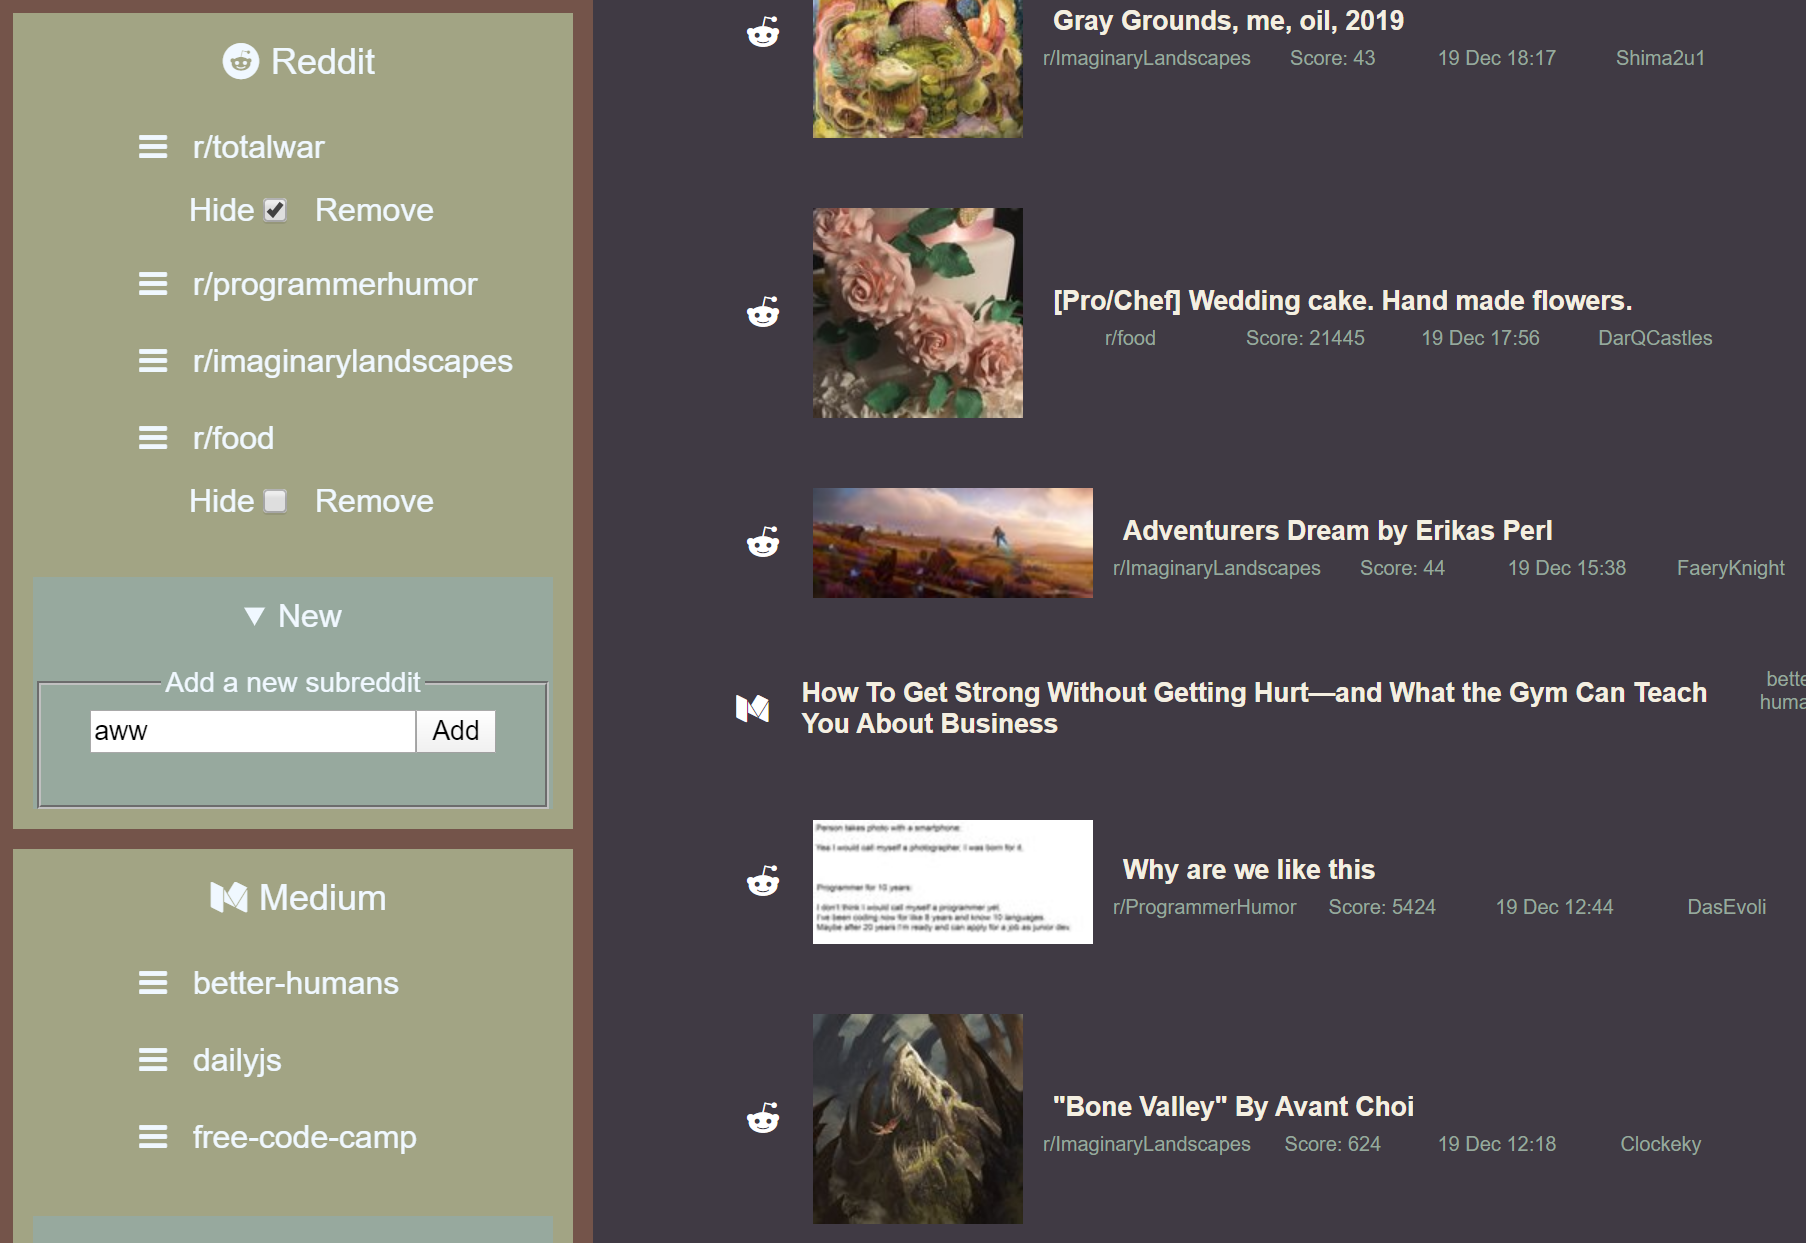 Reddit
r/totalwar
Hide Remove
r/programmerhumor
r/imaginarylandscapes
r/food
Hide Remove
▼ New
Add a new subreddit
aww Add
Medium
better-humans
dailyjs
free-code-camp
Gray Grounds, me, oil, 2019
r/ImaginaryLandscapes Score: 43 19 Dec 18:17 Shima2u1
[Pro/Chef] Wedding cake. Hand made flowers.
r/food Score: 21445 19 Dec 17:56 DarQCastles
Adventurers Dream by Erikas Perl
r/ImaginaryLandscapes Score: 44 19 Dec 15:38 FaeryKnight
How To Get Strong Without Getting Hurt—and What the Gym Can Teach
You About Business
bette
huma
Person takes photo with a smartphone:
Yea I would call myself a photographer. I was born for it.
Programmer for 10 years:
I don't think I would call myself a programmer yet.
I've been coding now for like 8 years and know 10 languages.
Maybe after 20 years I'm ready and can apply for a job as junior dev.
Why are we like this
r/ProgrammerHumor Score: 5424 19 Dec 12:44 DasEvoli
"Bone Valley" By Avant Choi
r/ImaginaryLandscapes Score: 624 19 Dec 12:18 Clockeky